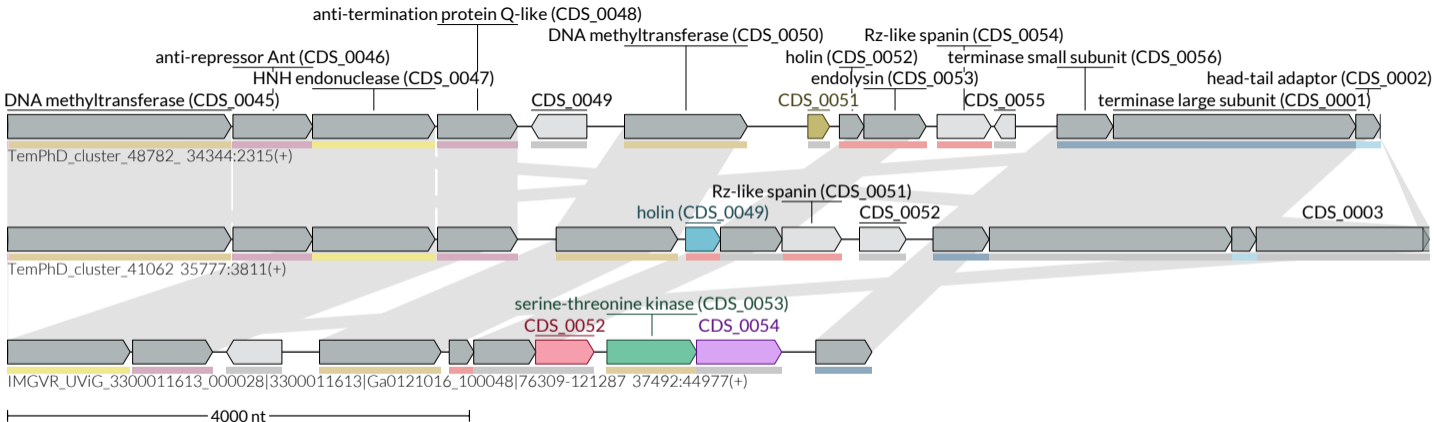 anti-termination protein Q-like (CDS_0048)
DNA methyltransferase (CDS_0050) Rz-like spanin (CDS_0054)
anti-repressor Ant (CDS_0046) holin (CDS_0052) terminase small subunit (CDS_0056)
HNH endonuclease (CDS_0047) endolysin (CDS_0053) head-tail adaptor (CDS_0002)
DNA methyltransferase (CDS_0045) CDS_0049 CDS_0051 CDS_0055 terminase large subunit (CDS_0001)
TemPhD_cluster_48782_ 34344:2315(+)
Rz-like spanin (CDS_0051)
holin (CDS_0049) CDS_0052 CDS_0003
TemPhD_cluster_41062 35777:3811(+)
serine-threonine kinase (CDS_0053)
CDS_0052 CDS_0054
IMGVR_UViG_3300011613_000028|3300011613|Ga0121016_100048|76309-121287 37492:44977(+)
4000 nt